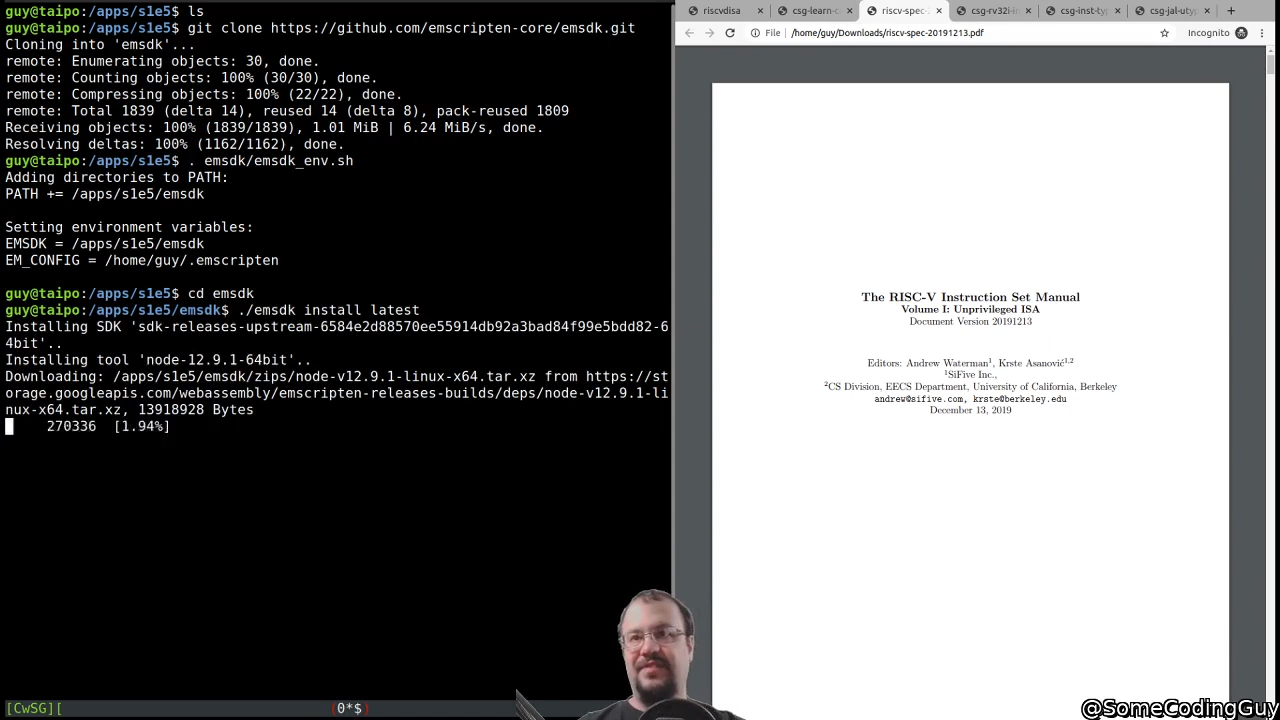 guy@taipo:/apps/s1e5$ ls
guy@taipo:/apps/s1e5$ git clone https://github.com/emscripten-core/emsdk.git
Cloning into 'emsdk'...
remote: Enumerating objects: 30, done.
remote: Counting objects: 100% (30/30), done.
remote: Compressing objects: 100% (22/22), done.
remote: Total 1839 (delta 14), reused 14 (delta 8), pack-reused 1809
Receiving objects: 100% (1839/1839), 1.01 MiB | 6.24 MiB/s, done.
Resolving deltas: 100% (1162/1162), done.
guy@taipo:/apps/s1e5$ . emsdk/emsdk_env.sh
Adding directories to PATH:
PATH += /apps/s1e5/emsdk
Setting environment variables:
EMSDK = /apps/s1e5/emsdk
EM_CONFIG = /home/guy/.emscripten
guy@taipo:/apps/s1e5$ cd emsdk
guy@taipo:/apps/s1e5/emsdk$ ./emsdk install latest
Installing SDK 'sdk-releases-upstream-6584e2d88570ee55914db92a3bad84f99e5bdd82-6
4bit'..
Installing tool 'node-12.9.1-64bit'..
Downloading: /apps/s1e5/emsdk/zips/node-v12.9.1-linux-x64.tar.xz from https://st
orage.googleapis.com/webassembly/emscripten-releases-builds/deps/node-v12.9.1-li
nux-x64.tar.xz, 13918928 Bytes
270336 [1.94%]
[CwSG][ (0*$)
riscvdisa csg-learn-c riscv-spec- csg-rv32i-in csg-inst-typ csg-jal-utyp
File /home/guy/Downloads/riscv-spec-20191213.pdf Incognito
The RISC-V Instruction Set Manual
Volume I: Unprivileged ISA
Document Version 20191213
Editors: Andrew Waterman1, Krste Asanović1,2
1SiFive Inc.,
2CS Division, EECS Department, University of California, Berkeley
andrew@sifive.com, krste@berkeley.edu
December 13, 2019
@SomeCodingGuy